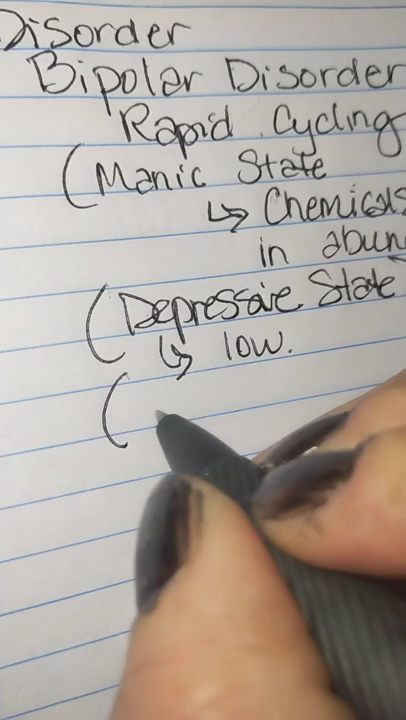 Disorder
Bipolar Disorder
Rapid Cycling
(Manic State
↳ Chemicals
in abun
(Depressive State
↳ low.
(